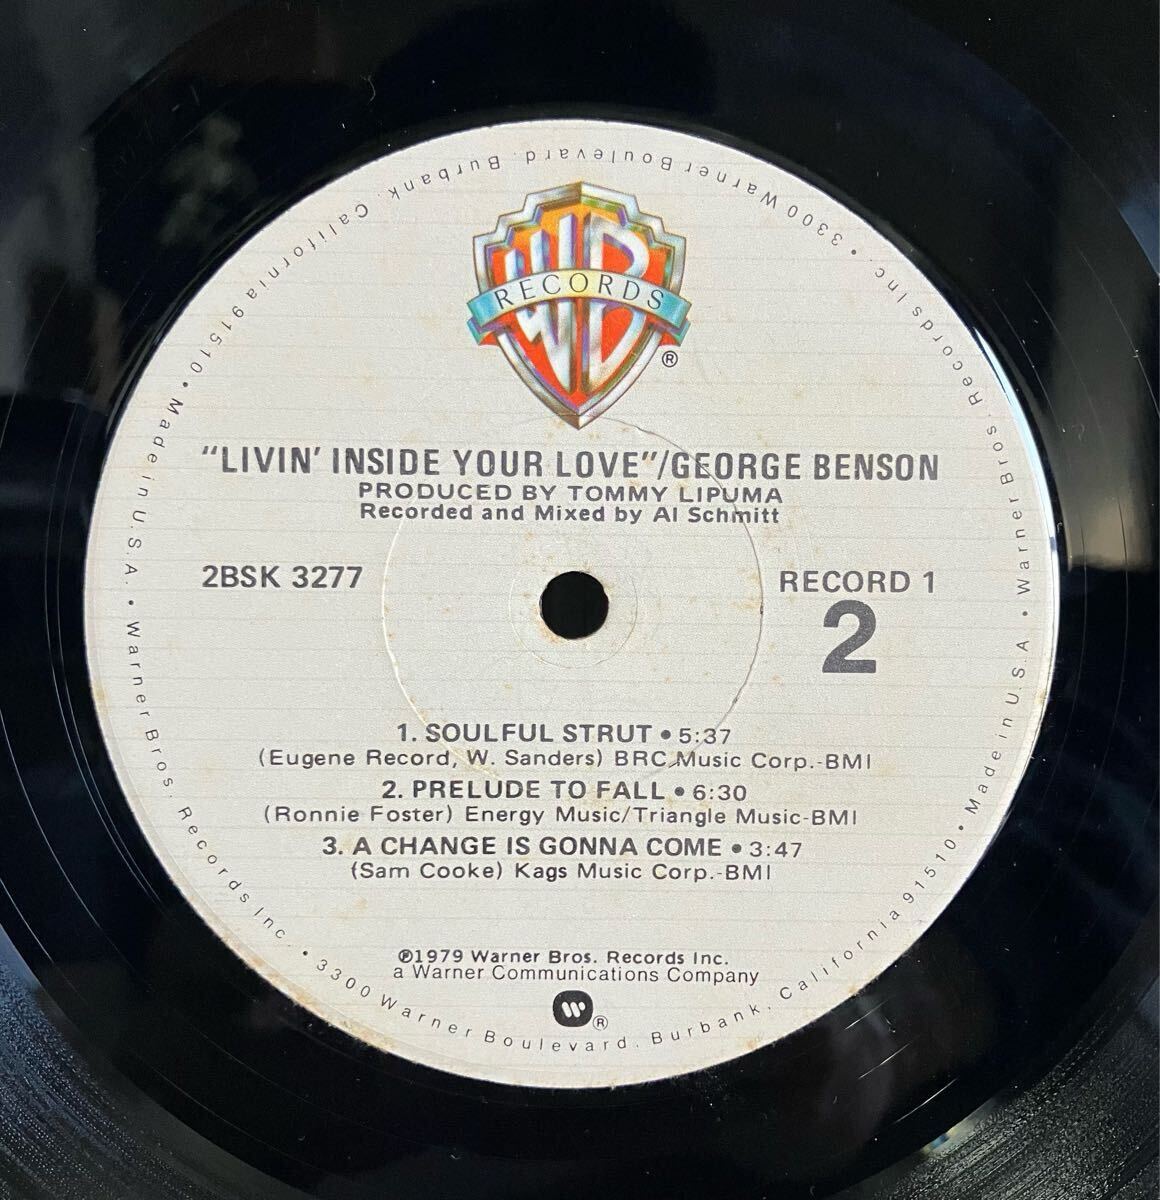 WB
RECORDS
®
"LIVIN' INSIDE YOUR LOVE"/GEORGE BENSON
PRODUCED BY TOMMY LIPUMA
Recorded and Mixed by Al Schmitt
2BSK 3277
RECORD 1
2
1. SOULFUL STRUT • 5:37
(Eugene Record, W. Sanders) BRC Music Corp.-BMI
2. PRELUDE TO FALL • 6:30
(Ronnie Foster) Energy Music/Triangle Music-BMI
3. A CHANGE IS GONNA COME • 3:47
(Sam Cooke) Kags Music Corp.-BMI
℗1979 Warner Bros. Records Inc.
a Warner Communications Company
W ®
Made in U.S.A. • Warner Bros. Records Inc. • 3300 Warner Boulevard. Burbank, California 91510 • Made in U.S.A. • Warner Bros. Records Inc. • 3300 Warner Boulevard. Burbank. California 91510 •